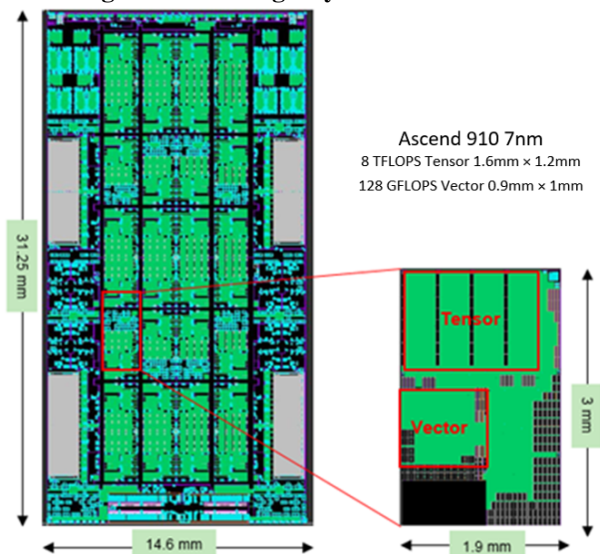 Ascend 910 7nm
8 TFLOPS Tensor 1.6mm × 1.2mm
128 GFLOPS Vector 0.9mm × 1mm
31.25 mm
Tensor
Vector
3 mm
14.6 mm
1.9 mm